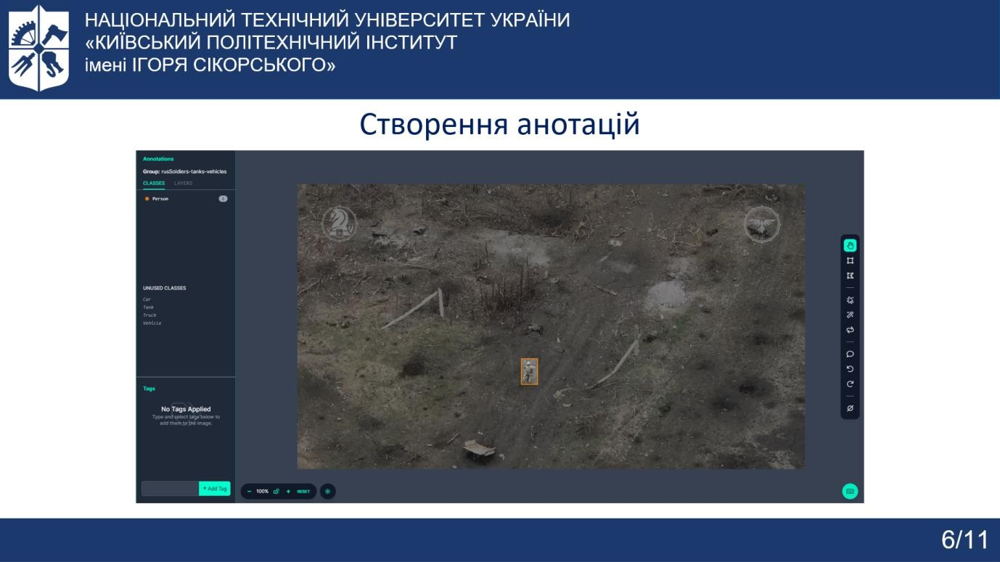 НАЦІОНАЛЬНИЙ ТЕХНІЧНИЙ УНІВЕРСИТЕТ УКРАЇНИ
«КИЇВСЬКИЙ ПОЛІТЕХНІЧНИЙ ІНСТИТУТ
імені ІГОРЯ СІКОРСЬКОГО»
Створення анотацій
Annotations
Group: rusSoldiers-tanks-vehicles
CLASSES LAYERS
Person 1
UNUSED CLASSES
Car
Tank
Truck
Vehicle
Tags
No Tags Applied
Type and select tags below to
add them to the image.
+ Add Tag
− 100% + RESET
6/11